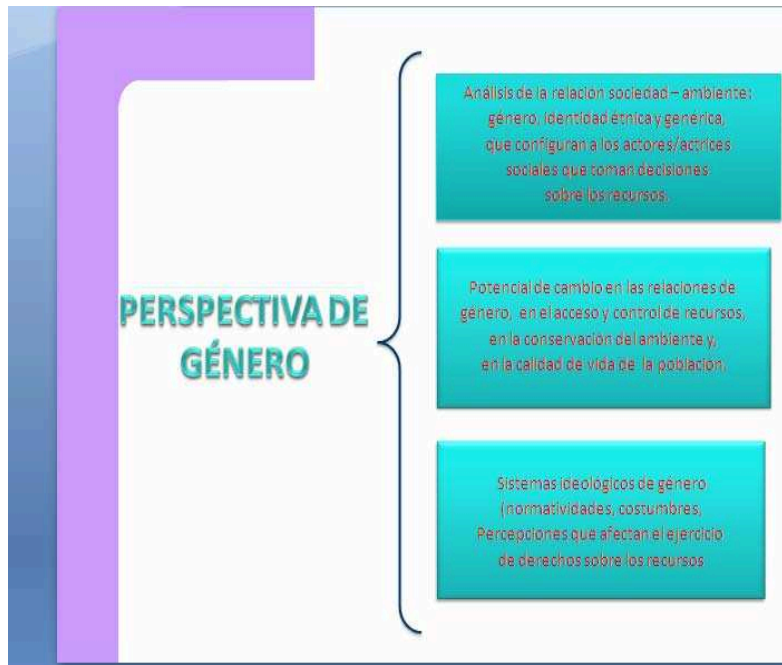 PERSPECTIVA DE
GÉNERO
Análisis de la relación sociedad – ambiente:
género, identidad étnica y genérica,
que configuran a los actores/actrices
sociales que toman decisiones
sobre los recursos.
Potencial de cambio en las relaciones de
género, en el acceso y control de recursos,
en la conservación del ambiente y,
en la calidad de vida de la población.
Sistemas ideológicos de género
(normatividades, costumbres,
Percepciones que afectan el ejercicio
de derechos sobre los recursos